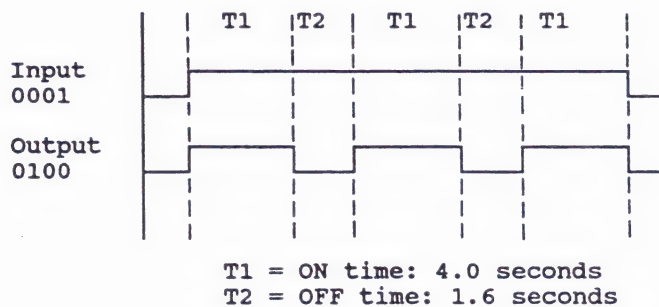 T1 T2 T1 T2 T1
Input
0001
Output
0100
T1 = ON time: 4.0 seconds
T2 = OFF time: 1.6 seconds